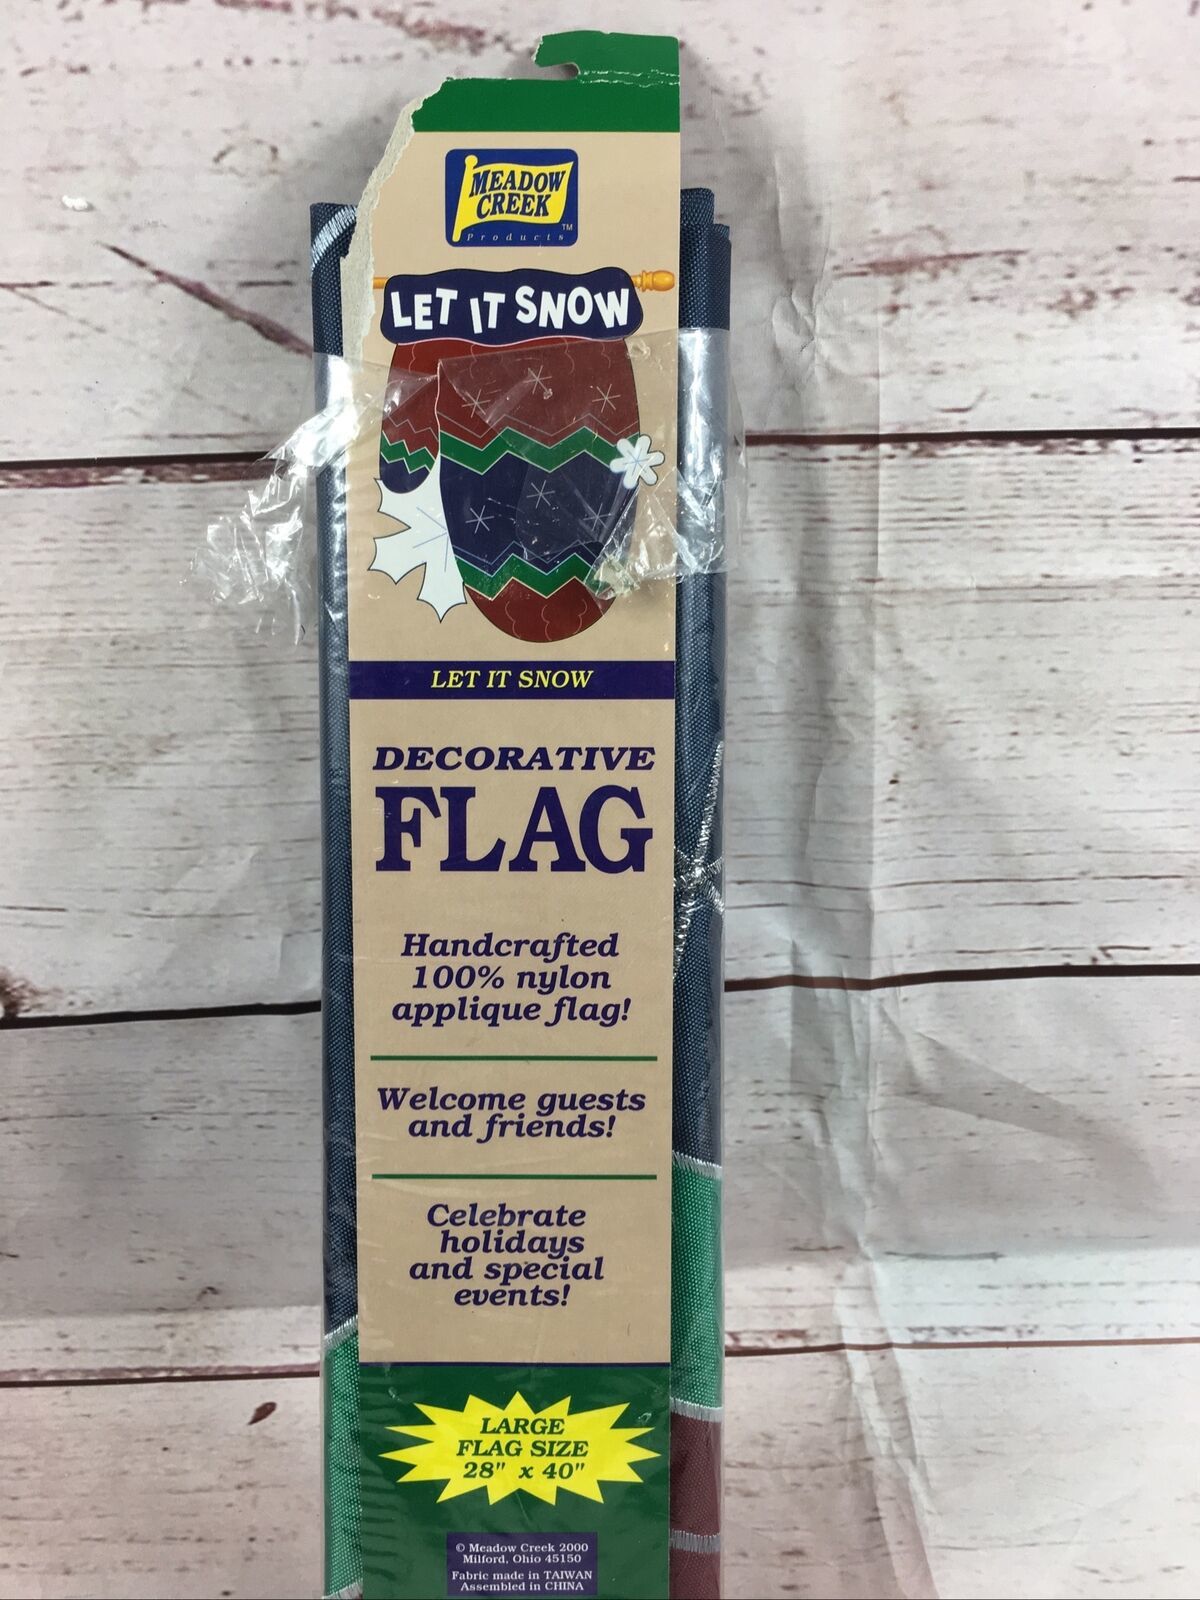 MEADOW
CREEK
TM
Products
LET IT SNOW
LET IT SNOW
DECORATIVE
FLAG
Handcrafted
100% nylon
applique flag!
Welcome guests
and friends!
Celebrate
holidays
and special
events!
LARGE
FLAG SIZE
28" x 40"
© Meadow Creek 2000
Milford, Ohio 45150
Fabric made in TAIWAN
Assembled in CHINA